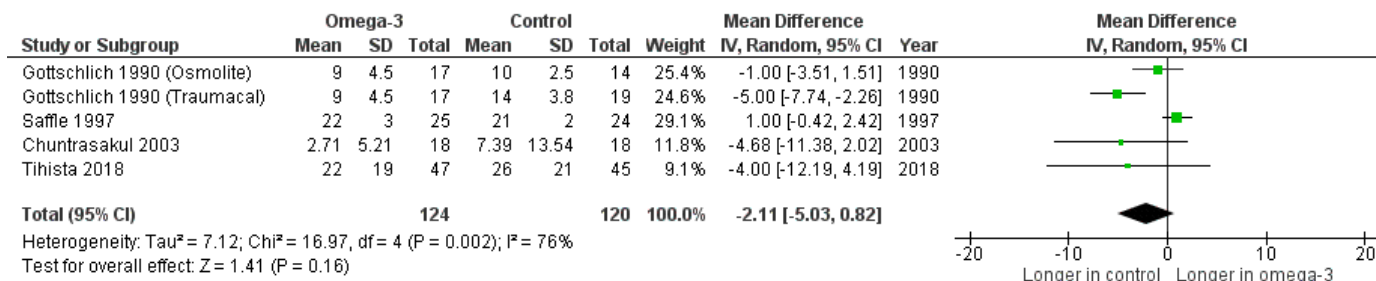 Omega-3 Control Mean Difference Mean Difference
Study or Subgroup Mean SD Total Mean SD Total Weight IV, Random, 95% CI Year IV, Random, 95% CI
Gottschlich 1990 (Osmolite) 9 4.5 17 10 2.5 14 25.4% -1.00 [-3.51, 1.51] 1990
Gottschlich 1990 (Traumacal) 9 4.5 17 14 3.8 19 24.6% -5.00 [-7.74, -2.26] 1990
Saffle 1997 22 3 25 21 2 24 29.1% 1.00 [-0.42, 2.42] 1997
Chuntrasakul 2003 2.71 5.21 18 7.39 13.54 18 11.8% -4.68 [-11.38, 2.02] 2003
Tihista 2018 22 19 47 26 21 45 9.1% -4.00 [-12.19, 4.19] 2018
Total (95% CI) 124 120 100.0% -2.11 [-5.03, 0.82]
Heterogeneity: Tau² = 7.12; Chi² = 16.97, df = 4 (P = 0.002); I² = 76%
Test for overall effect: Z = 1.41 (P = 0.16)
-20 -10 0 10 20
Longer in control Longer in omega-3